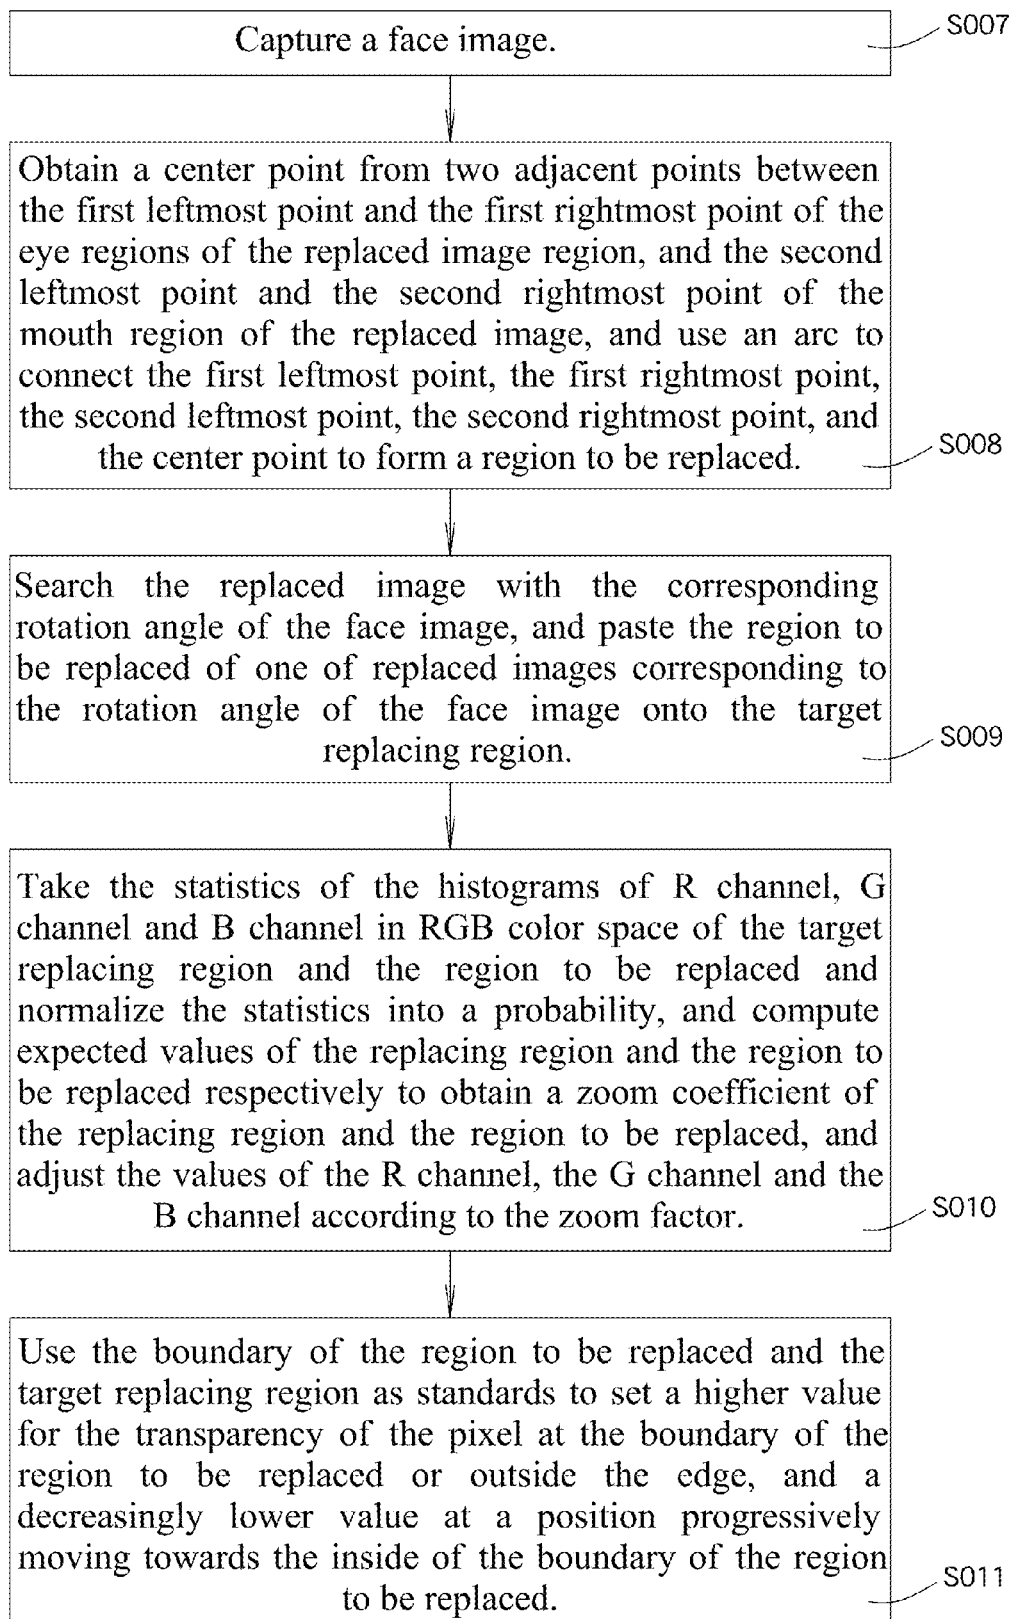 Capture a face image.
S007
Obtain a center point from two adjacent points between
the first leftmost point and the first rightmost point of the
eye regions of the replaced image region, and the second
leftmost point and the second rightmost point of the
mouth region of the replaced image, and use an arc to
connect the first leftmost point, the first rightmost point,
the second leftmost point, the second rightmost point, and
the center point to form a region to be replaced.
S008
Search the replaced image with the corresponding
rotation angle of the face image, and paste the region to
be replaced of one of replaced images corresponding to
the rotation angle of the face image onto the target
replacing region.
S009
Take the statistics of the histograms of R channel, G
channel and B channel in RGB color space of the target
replacing region and the region to be replaced and
normalize the statistics into a probability, and compute
expected values of the replacing region and the region to
be replaced respectively to obtain a zoom coefficient of
the replacing region and the region to be replaced, and
adjust the values of the R channel, the G channel and the
B channel according to the zoom factor.
S010
Use the boundary of the region to be replaced and the
target replacing region as standards to set a higher value
for the transparency of the pixel at the boundary of the
region to be replaced or outside the edge, and a
decreasingly lower value at a position progressively
moving towards the inside of the boundary of the region
to be replaced.
S011